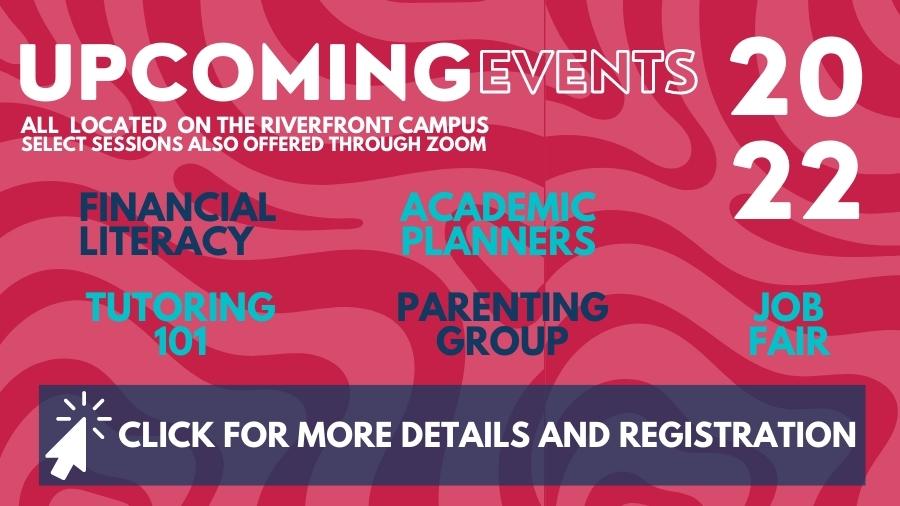 UPCOMING EVENTS 20
22
ALL LOCATED ON THE RIVERFRONT CAMPUS
SELECT SESSIONS ALSO OFFERED THROUGH ZOOM
FINANCIAL
LITERACY
ACADEMIC
PLANNERS
TUTORING
101
PARENTING
GROUP
JOB
FAIR
CLICK FOR MORE DETAILS AND REGISTRATION